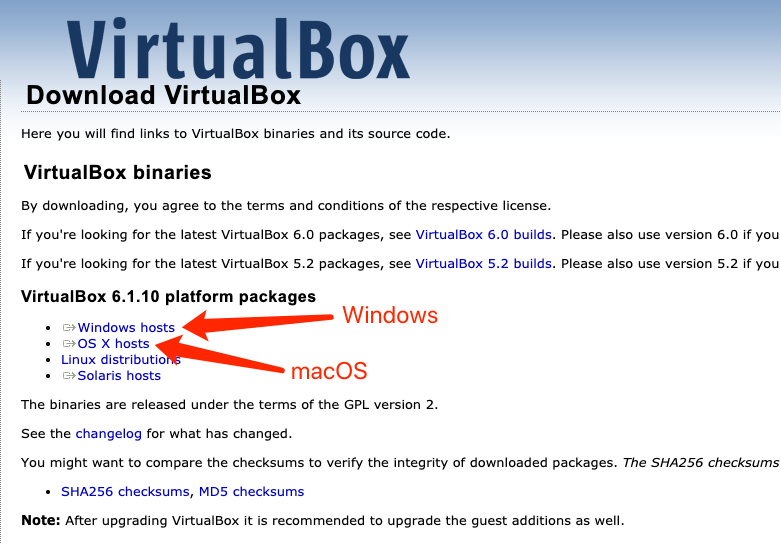 VirtualBox
Download VirtualBox
Here you will find links to VirtualBox binaries and its source code.
VirtualBox binaries
By downloading, you agree to the terms and conditions of the respective license.
If you're looking for the latest VirtualBox 6.0 packages, see VirtualBox 6.0 builds. Please also use version 6.0 if you
If you're looking for the latest VirtualBox 5.2 packages, see VirtualBox 5.2 builds. Please also use version 5.2 if you
VirtualBox 6.1.10 platform packages
Windows hosts
Windows
OS X hosts
Linux distributions
macOS
Solaris hosts
The binaries are released under the terms of the GPL version 2.
See the changelog for what has changed.
You might want to compare the checksums to verify the integrity of downloaded packages. The SHA256 checksums
SHA256 checksums, MD5 checksums
Note: After upgrading VirtualBox it is recommended to upgrade the guest additions as well.